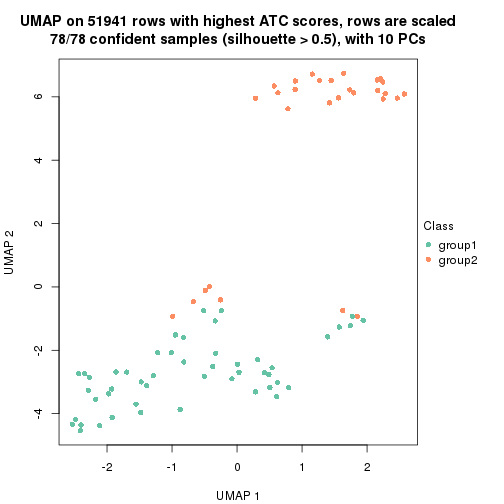 UMAP on 51941 rows with highest ATC scores, rows are scaled
78/78 confident samples (silhouette > 0.5), with 10 PCs
6
4
2
0
-2
-4
UMAP 2
Class
group1
group2
-2
-1
0
1
2
UMAP 1